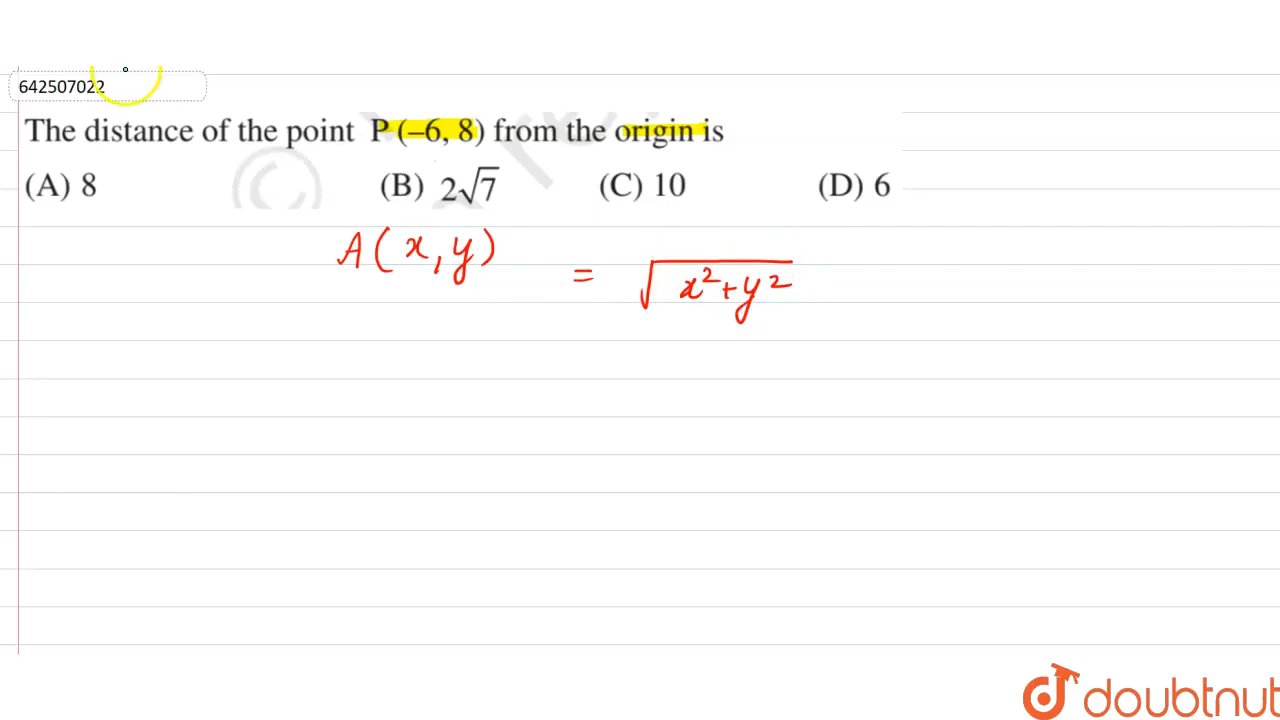 642507022
The distance of the point P (–6, 8) from the origin is
(A) 8 (B) 2√7 (C) 10 (D) 6
A ( x, y )
= √x²+y²
doubtnut